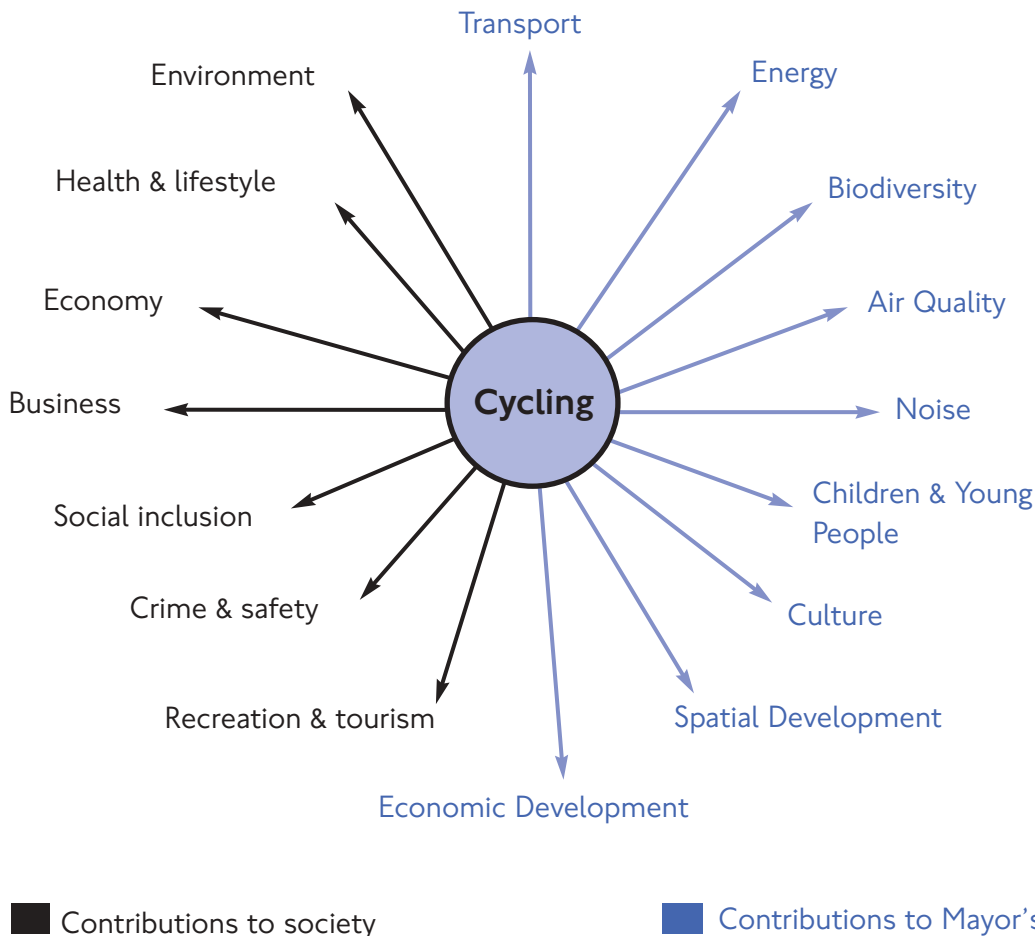 Transport
Environment
Energy
Health & lifestyle
Biodiversity
Economy
Air Quality
Business
Cycling
Noise
Social inclusion
Children & Young
People
Crime & safety
Culture
Recreation & tourism
Spatial Development
Economic Development
Contributions to society
Contributions to Mayor's